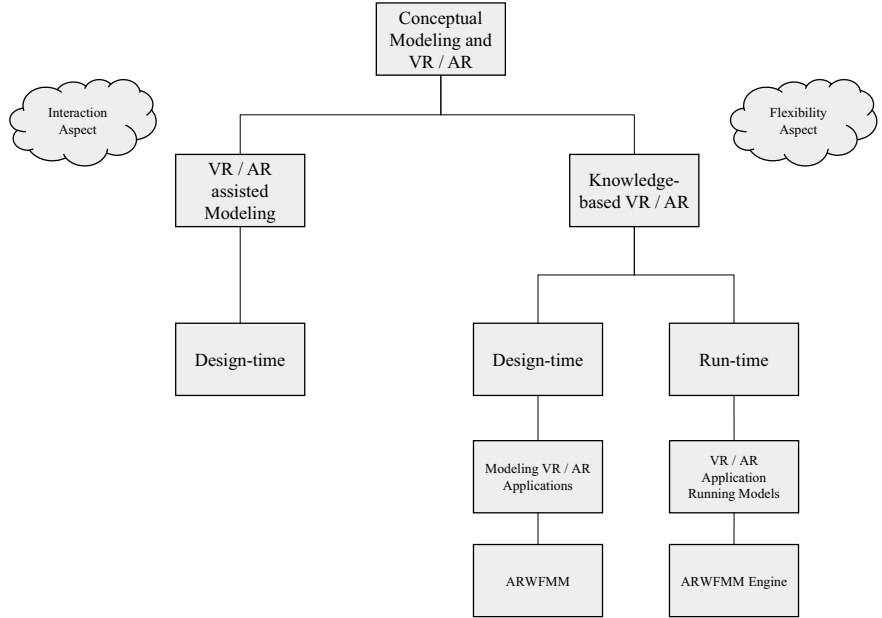 Conceptual
Modeling and
VR / AR
Interaction
Aspect
Flexibility
Aspect
VR / AR
assisted
Modeling
Knowledge-
based VR / AR
Design-time
Design-time
Run-time
Modeling VR / AR
Applications
VR / AR
Application
Running Models
ARWFMM
ARWFMM Engine